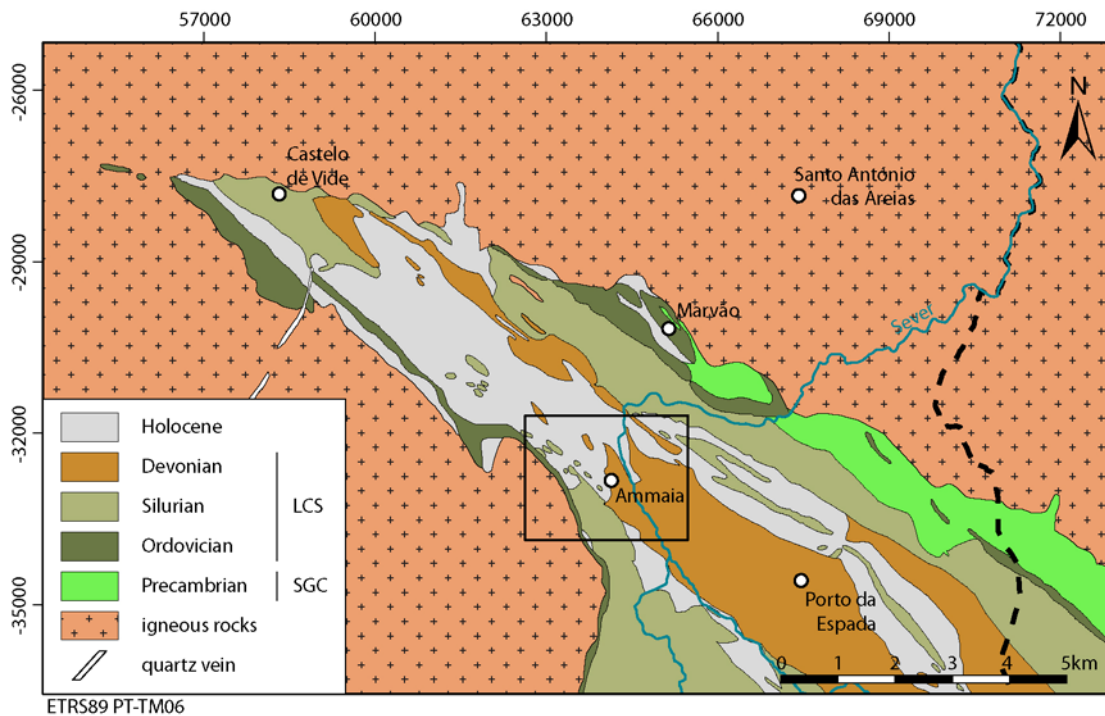 57000 60000 63000 66000 69000 72000
-26000
-29000
-32000
-35000
N
Castelo
de Vide
Santo António
das Areias
Marvão
Sever
Ammaia
Porto da
Espada
Holocene
Devonian
Silurian
LCS
Ordovician
Precambrian
SGC
igneous rocks
quartz vein
0 1 2 3 4 5km
ETRS89 PT-TM06